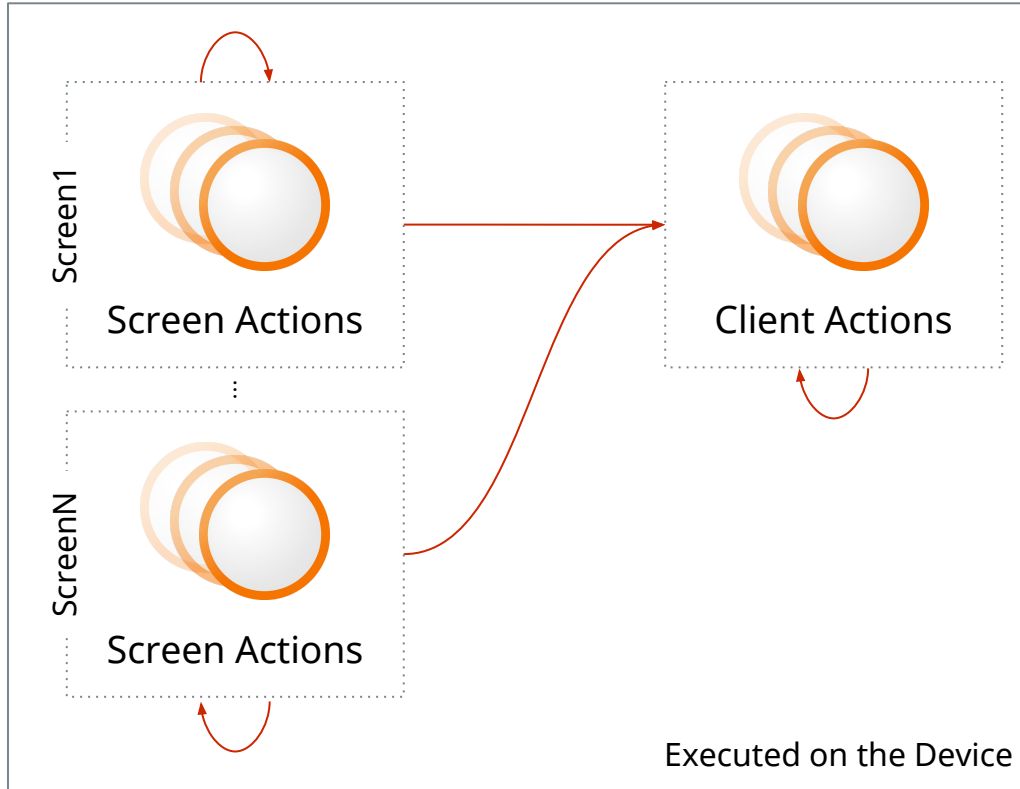 Screen1
Screen Actions
Client Actions
...
ScreenN
Screen Actions
Executed on the Device